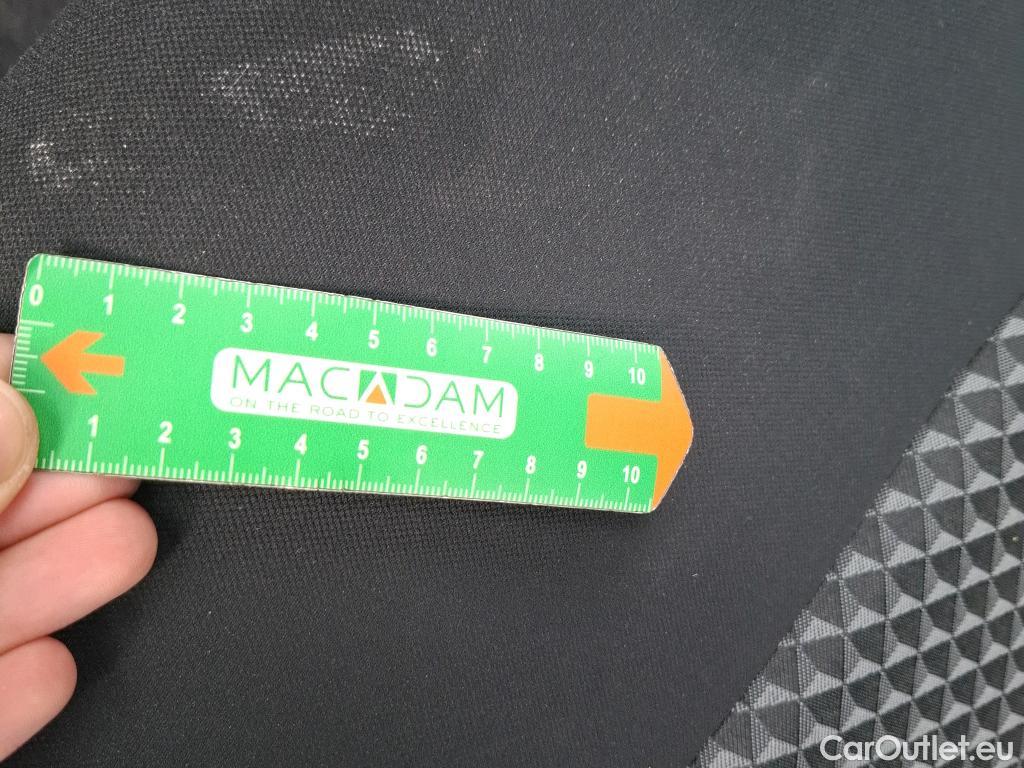 0 1 2 3 4 5 6 7 8 9 10
MACADAM
ON THE ROAD TO EXCELLENCE
1 2 3 4 5 6 7 8 9 10
CarOutlet.eu